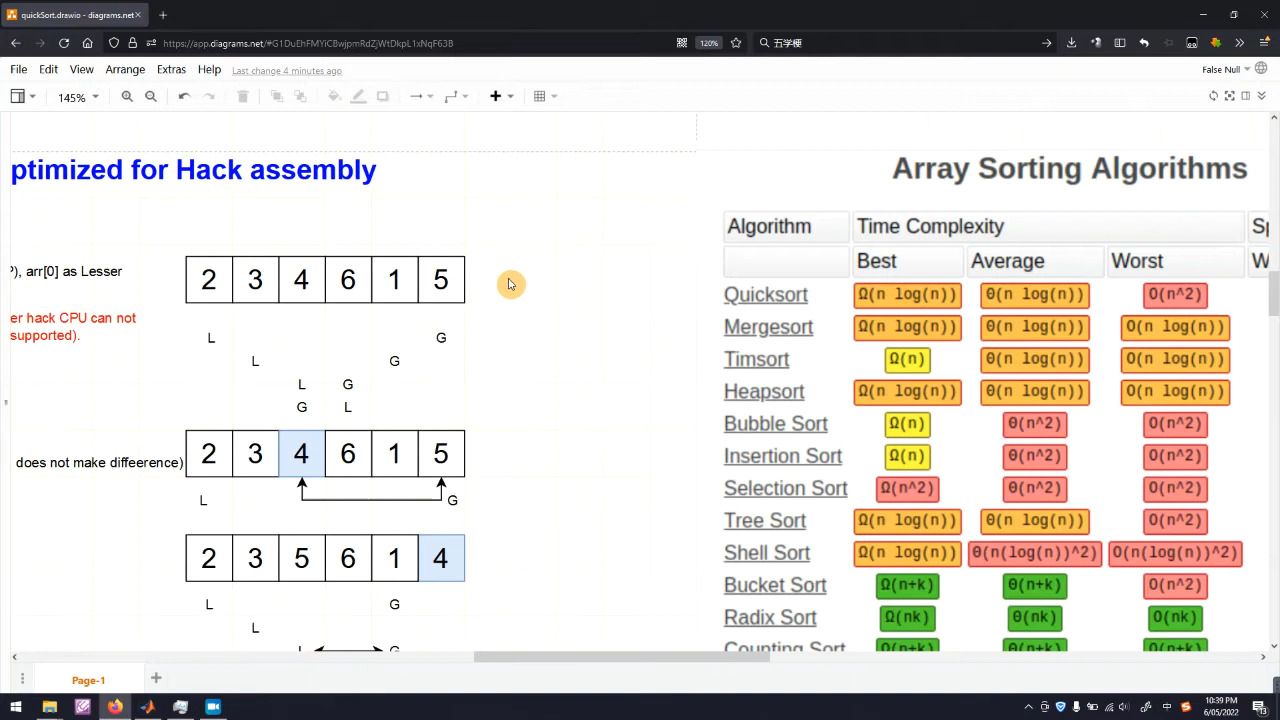 quickSort.drawio - diagrams.net
https://app.diagrams.net/#G1DuEhFMYiCBwjpmRdZjWtDkpL1xNqF63B
120%
五学梗
File Edit View Arrange Extras Help Last change 4 minutes ago
False Null
145%
ptimized for Hack assembly
?), arr[0] as Lesser
er hack CPU can not
supported).
2 3 4 6 1 5
L G
L G
L G
G L
does not make differeerence)
2 3 4 6 1 5
L G
2 3 5 6 1 4
L G
L
L G
Array Sorting Algorithms
Algorithm Time Complexity Sp
Best Average Worst W
Quicksort Ω(n log(n)) Θ(n log(n)) O(n^2)
Mergesort Ω(n log(n)) Θ(n log(n)) O(n log(n))
Timsort Ω(n) Θ(n log(n)) O(n log(n))
Heapsort Ω(n log(n)) Θ(n log(n)) O(n log(n))
Bubble Sort Ω(n) Θ(n^2) O(n^2)
Insertion Sort Ω(n) Θ(n^2) O(n^2)
Selection Sort Ω(n^2) Θ(n^2) O(n^2)
Tree Sort Ω(n log(n)) Θ(n log(n)) O(n^2)
Shell Sort Ω(n log(n)) Θ(n(log(n))^2) O(n(log(n))^2)
Bucket Sort Ω(n+k) Θ(n+k) O(n^2)
Radix Sort Ω(nk) Θ(nk) O(nk)
Counting Sort Ω(n+k) Θ(n+k) O(n+k)
Page-1
中
10:39 PM
6/05/2022